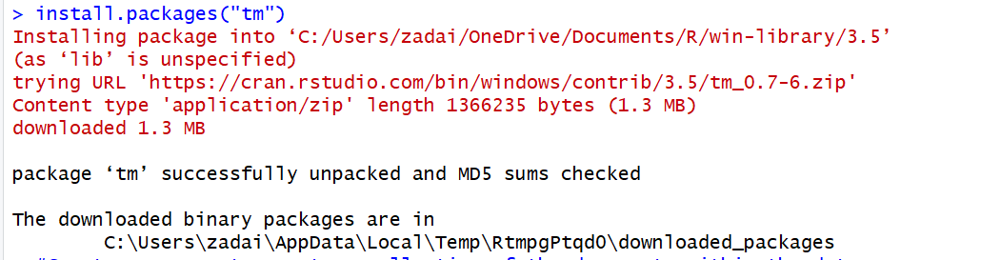 > install.packages("tm")
Installing package into ‘C:/Users/zadai/OneDrive/Documents/R/win-library/3.5’
(as ‘lib’ is unspecified)
trying URL 'https://cran.rstudio.com/bin/windows/contrib/3.5/tm_0.7-6.zip'
Content type 'application/zip' length 1366235 bytes (1.3 MB)
downloaded 1.3 MB
package ‘tm’ successfully unpacked and MD5 sums checked
The downloaded binary packages are in
C:\Users\zadai\AppData\Local\Temp\RtmpgPtqd0\downloaded_packages